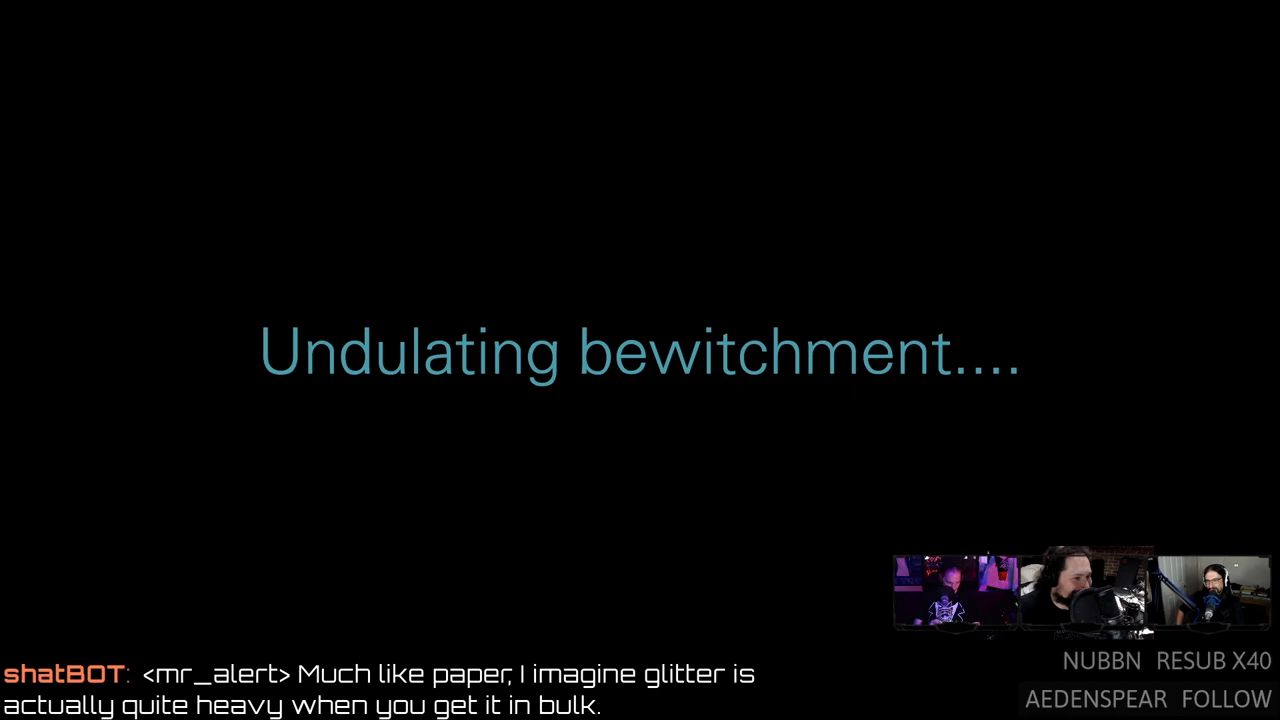 Undulating bewitchment....
shatBOT: <mr_alert> Much like paper, I imagine glitter is
actually quite heavy when you get it in bulk.
NUBBN RESUB X40
AEDENSPEAR FOLLOW